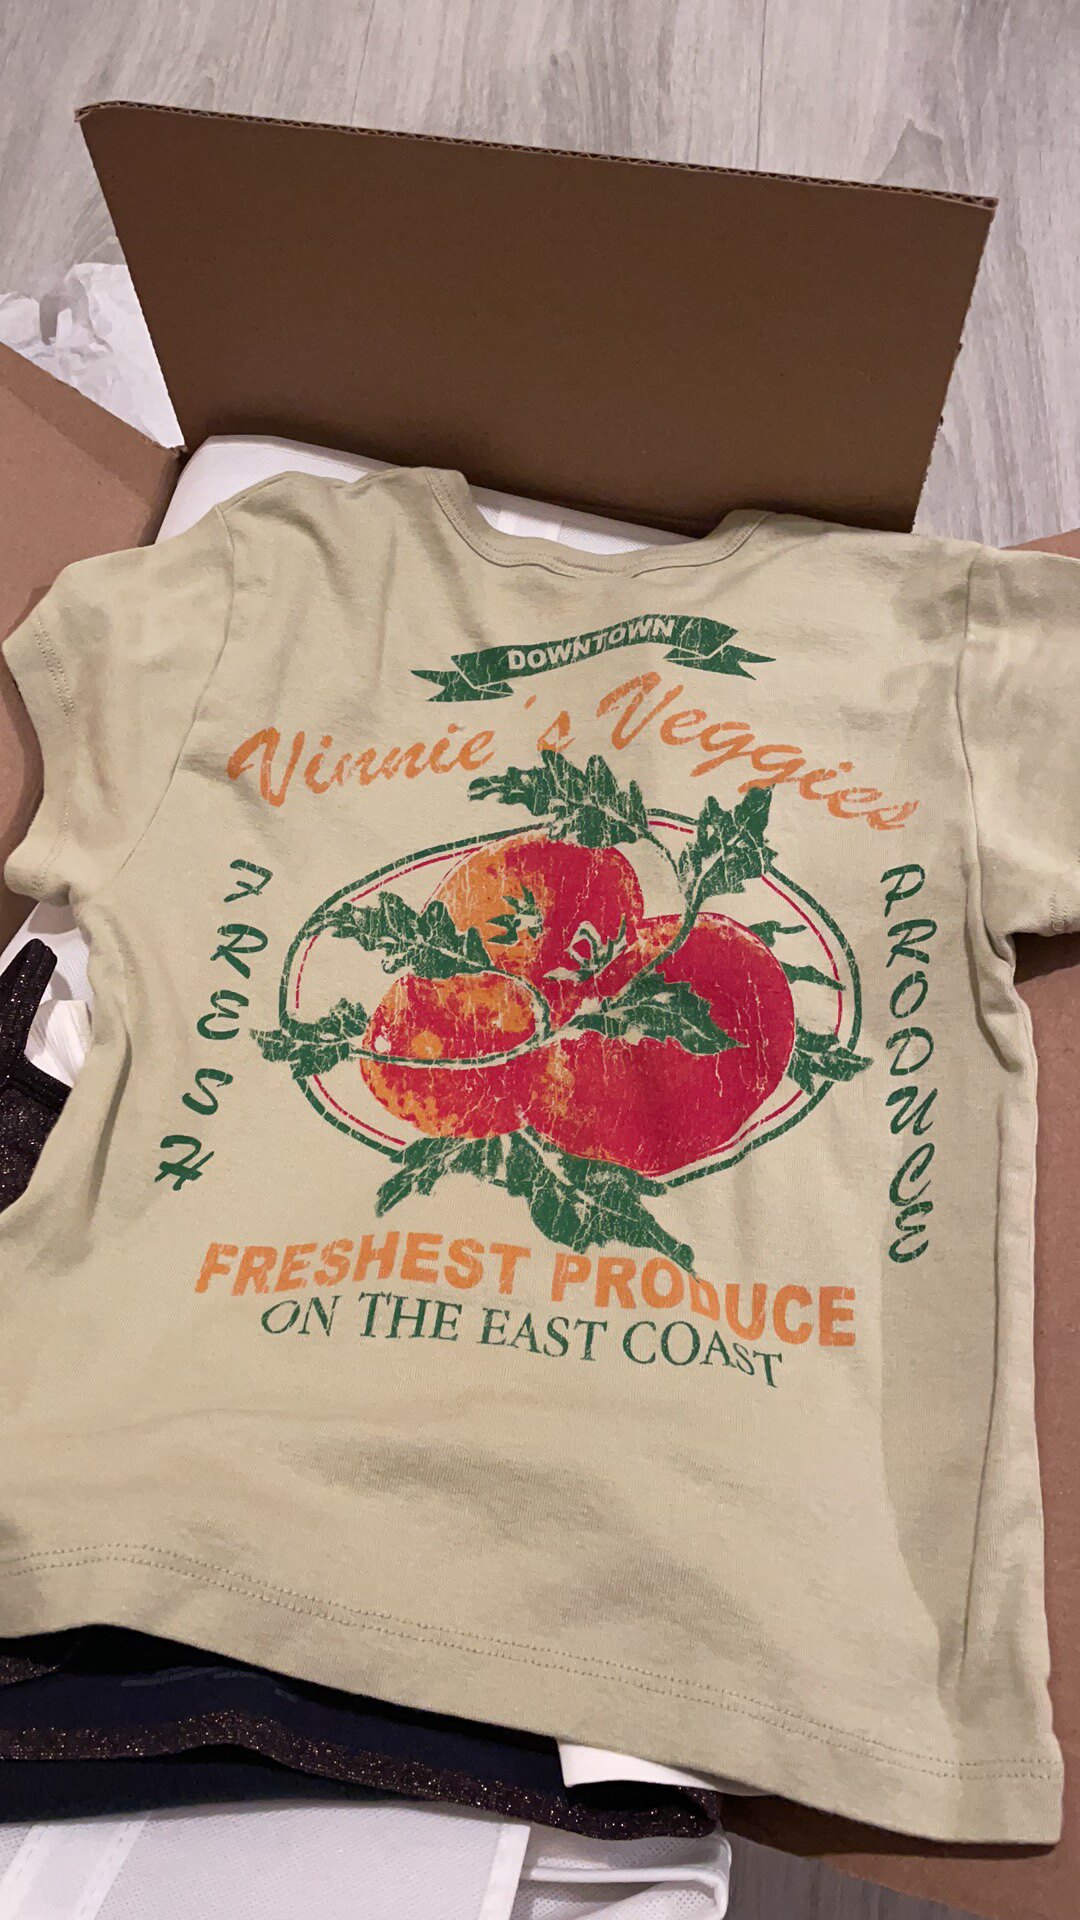 DOWNTOWN
Vinnie's Veggies
FRESH
PRODUCE
FRESHEST PRODUCE
ON THE EAST COAST